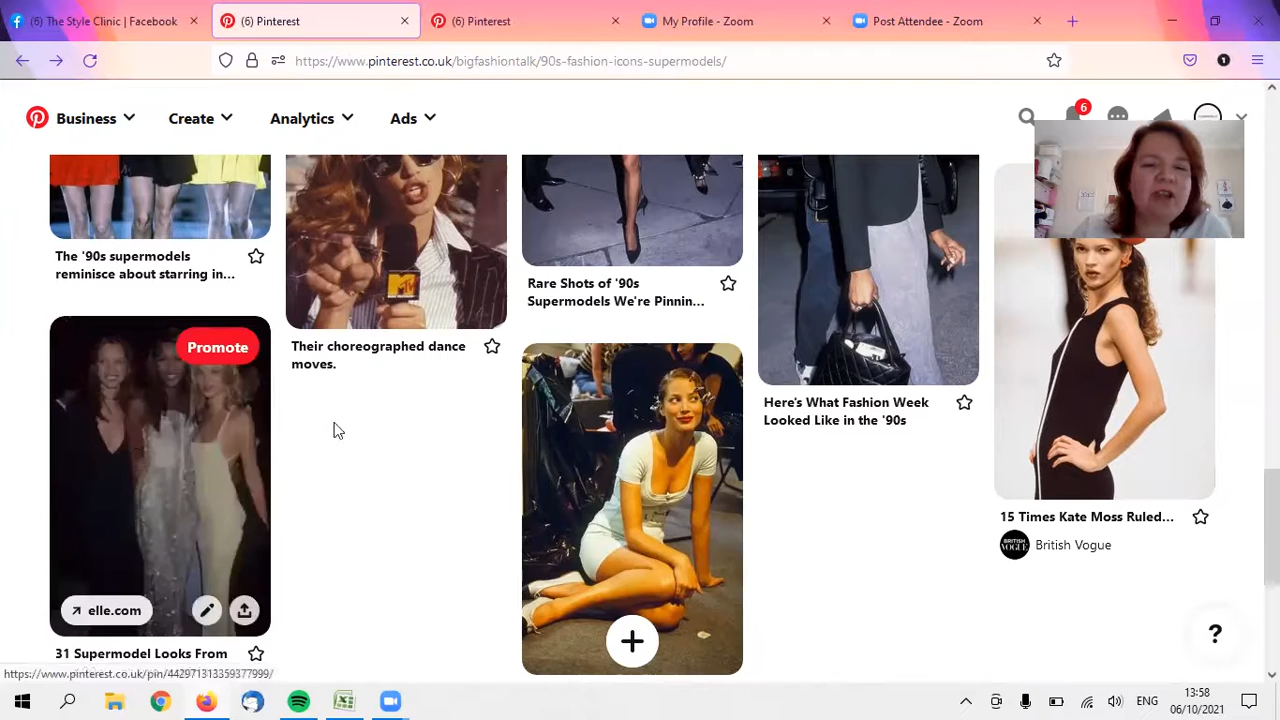 (6) The Style Clinic | Facebook
(6) Pinterest
(6) Pinterest
My Profile - Zoom
Post Attendee - Zoom
https://www.pinterest.co.uk/bigfashiontalk/90s-fashion-icons-supermodels/
Business
Create
Analytics
Ads
6
The '90s supermodels
reminisce about starring in...
MTV
Their choreographed dance
moves.
Rare Shots of '90s
Supermodels We're Pinnin...
Here's What Fashion Week
Looked Like in the '90s
15 Times Kate Moss Ruled...
BRITISH
VOGUE
British Vogue
Promote
elle.com
31 Supermodel Looks From
?
https://www.pinterest.co.uk/pin/442971313359377999/
ENG
13:58
06/10/2021